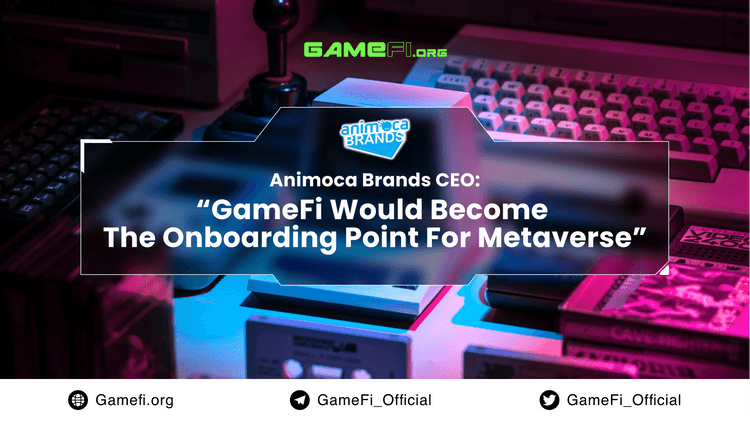 GAMEFI.ORG
animoca
BRANDS
Animoca Brands CEO:
“GameFi Would Become
The Onboarding Point For Metaverse”
Gamefi.org
GameFi_Official
GameFi_Official